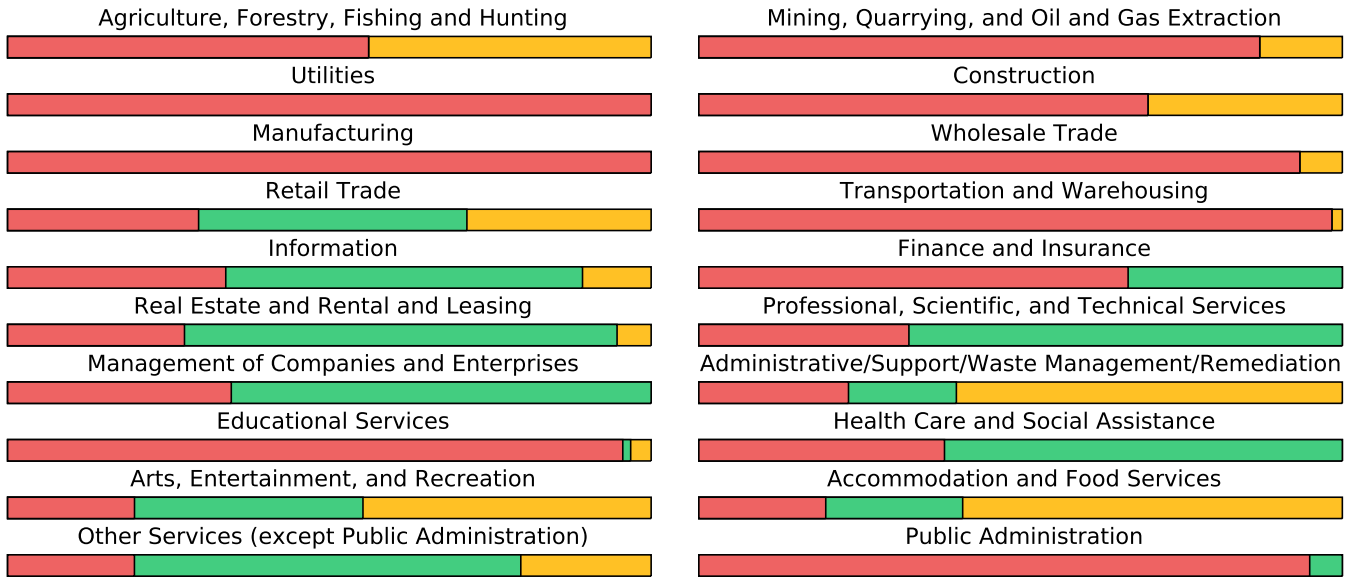 Agriculture, Forestry, Fishing and Hunting
Mining, Quarrying, and Oil and Gas Extraction
Utilities
Construction
Manufacturing
Wholesale Trade
Retail Trade
Transportation and Warehousing
Information
Finance and Insurance
Real Estate and Rental and Leasing
Professional, Scientific, and Technical Services
Management of Companies and Enterprises
Administrative/Support/Waste Management/Remediation
Educational Services
Health Care and Social Assistance
Arts, Entertainment, and Recreation
Accommodation and Food Services
Other Services (except Public Administration)
Public Administration